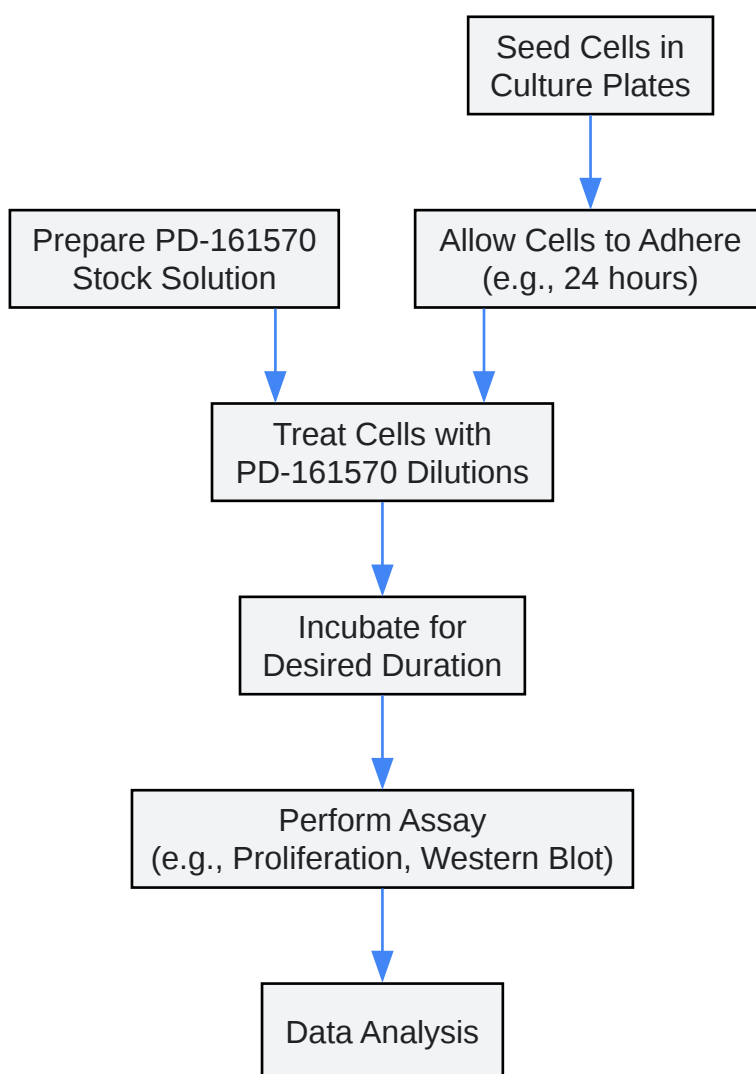 Seed Cells in
Culture Plates
Prepare PD-161570
Stock Solution
Allow Cells to Adhere
(e.g., 24 hours)
Treat Cells with
PD-161570 Dilutions
Incubate for
Desired Duration
Perform Assay
(e.g., Proliferation, Western Blot)
Data Analysis